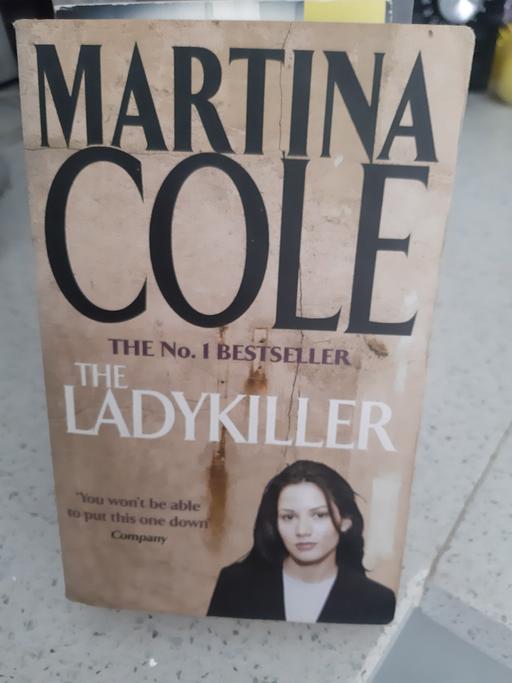 MARTINA
COLE
THE No. 1 BESTSELLER
THE
LADYKILLER
'You won't be able
to put this one down'
Company